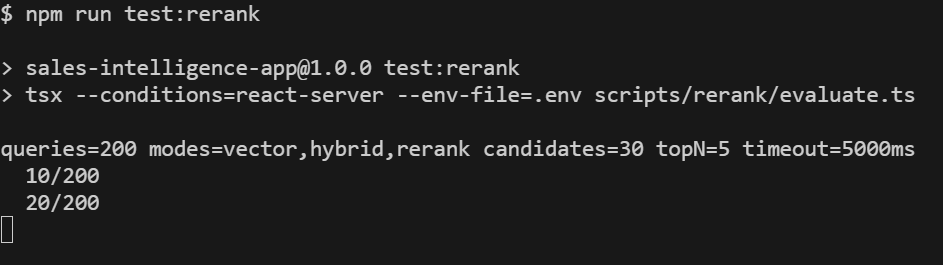 $ npm run test:rerank
> sales-intelligence-app@1.0.0 test:rerank
> tsx --conditions=react-server --env-file=.env scripts/rerank/evaluate.ts
queries=200 modes=vector,hybrid,rerank candidates=30 topN=5 timeout=5000ms
10/200
20/200